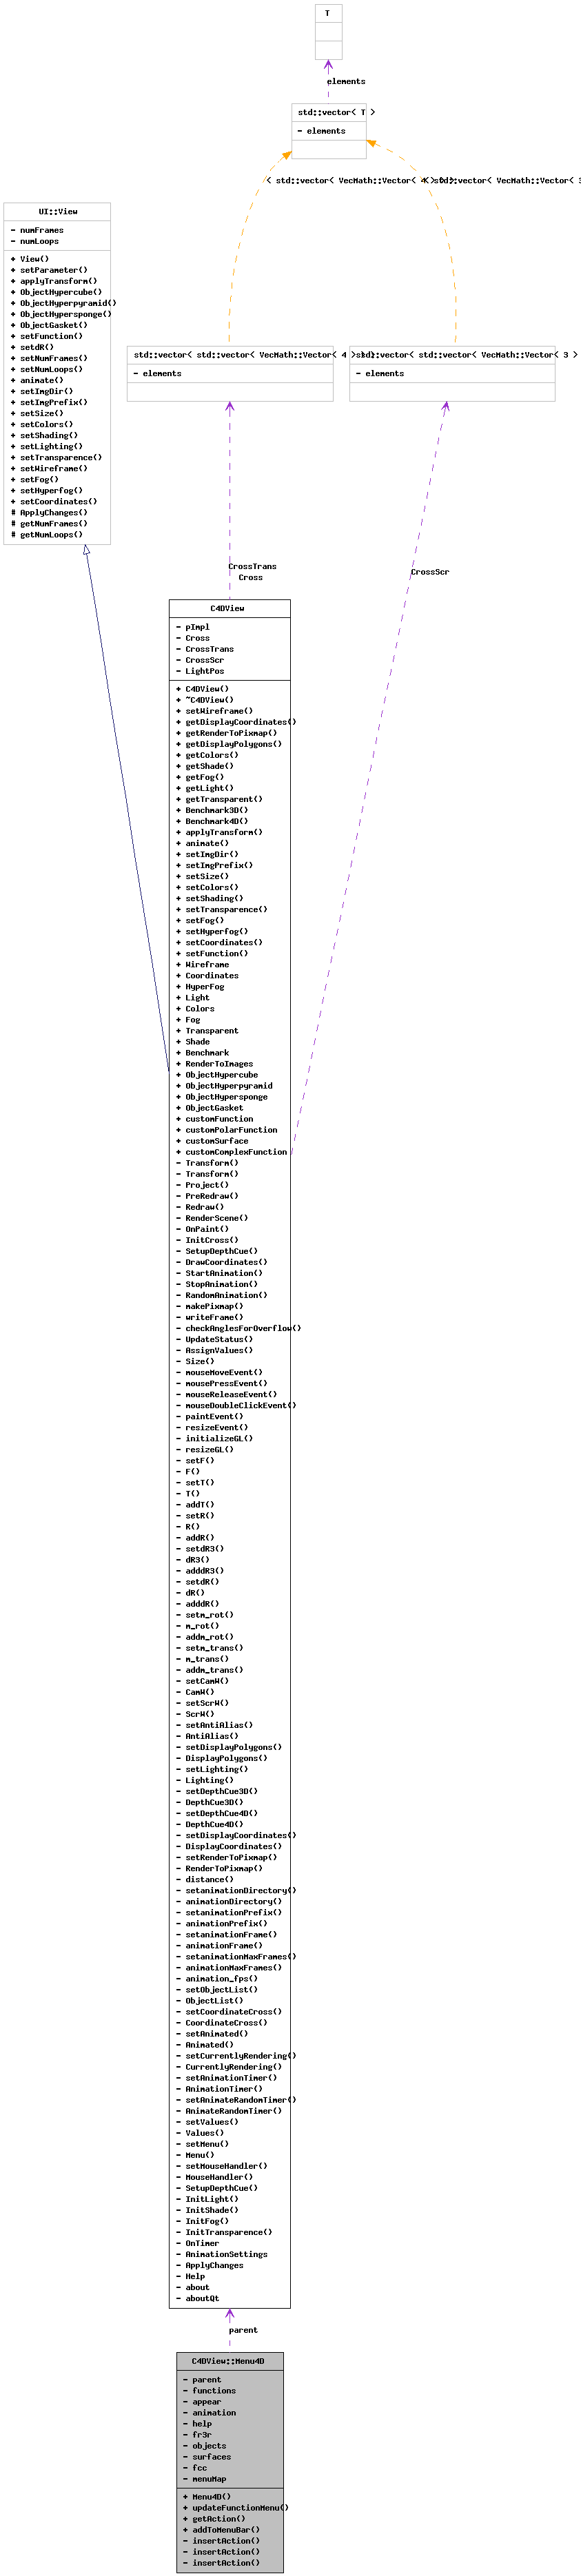 T
elements
std::vector< T >
- elements
< std::vector< VecMath::Vector< 4 > > >
< std::vector< VecMath::Vector< 3
UI::View
- numFrames
- numLoops
+ View()
+ setParameter()
+ applyTransform()
+ ObjectHypercube()
+ ObjectHyperpyramid()
+ ObjectHypersponge()
+ ObjectGasket()
+ setFunction()
+ setdR()
+ setNumFrames()
+ setNumLoops()
+ animate()
+ setImgDir()
+ setImgPrefix()
+ setSize()
+ setColors()
+ setShading()
+ setLighting()
+ setTransparence()
+ setWireframe()
+ setFog()
+ setHyperfog()
+ setCoordinates()
# ApplyChanges()
# getNumFrames()
# getNumLoops()
std::vector< std::vector< VecMath::Vector< 4 > > >
- elements
std::vector< std::vector< VecMath::Vector< 3 >
- elements
CrossTrans
Cross
CrossScr
C4DView
- pImpl
- Cross
- CrossTrans
- CrossScr
- LightPos
+ C4DView()
+ ~C4DView()
+ setWireframe()
+ getDisplayCoordinates()
+ getRenderToPixmap()
+ getDisplayPolygons()
+ getColors()
+ getShade()
+ getFog()
+ getLight()
+ getTransparent()
+ Benchmark3D()
+ Benchmark4D()
+ applyTransform()
+ animate()
+ setImgDir()
+ setImgPrefix()
+ setSize()
+ setColors()
+ setShading()
+ setTransparence()
+ setFog()
+ setHyperfog()
+ setCoordinates()
+ setFunction()
+ Wireframe
+ Coordinates
+ HyperFog
+ Light
+ Colors
+ Fog
+ Transparent
+ Shade
+ Benchmark
+ RenderToImages
+ ObjectHypercube
+ ObjectHyperpyramid
+ ObjectHypersponge
+ ObjectGasket
+ customFunction
+ customPolarFunction
+ customSurface
+ customComplexFunction
- Transform()
- Transform()
- Project()
- PreRedraw()
- Redraw()
- RenderScene()
- OnPaint()
- InitCross()
- SetupDepthCue()
- DrawCoordinates()
- StartAnimation()
- StopAnimation()
- RandomAnimation()
- makePixmap()
- writeFrame()
- checkAnglesForOverflow()
- UpdateStatus()
- AssignValues()
- Size()
- mouseMoveEvent()
- mousePressEvent()
- mouseReleaseEvent()
- mouseDoubleClickEvent()
- paintEvent()
- resizeEvent()
- initializeGL()
- resizeGL()
- setF()
- F()
- setT()
- T()
- addT()
- setR()
- R()
- addR()
- setdR3()
- dR3()
- adddR3()
- setdR()
- dR()
- adddR()
- setm_rot()
- m_rot()
- addm_rot()
- setm_trans()
- m_trans()
- addm_trans()
- setCamW()
- CamW()
- setScrW()
- ScrW()
- setAntiAlias()
- AntiAlias()
- setDisplayPolygons()
- DisplayPolygons()
- setLighting()
- Lighting()
- setDepthCue3D()
- DepthCue3D()
- setDepthCue4D()
- DepthCue4D()
- setDisplayCoordinates()
- DisplayCoordinates()
- setRenderToPixmap()
- RenderToPixmap()
- distance()
- setanimationDirectory()
- animationDirectory()
- setanimationPrefix()
- animationPrefix()
- setanimationFrame()
- animationFrame()
- setanimationMaxFrames()
- animationMaxFrames()
- animation_fps()
- setObjectList()
- ObjectList()
- setCoordinateCross()
- CoordinateCross()
- setAnimated()
- Animated()
- setCurrentlyRendering()
- CurrentlyRendering()
- setAnimationTimer()
- AnimationTimer()
- setAnimateRandomTimer()
- AnimateRandomTimer()
- setValues()
- Values()
- setMenu()
- Menu()
- setMouseHandler()
- MouseHandler()
- SetupDepthCue()
- InitLight()
- InitShade()
- InitFog()
- InitTransparence()
- OnTimer
- AnimationSettings
- ApplyChanges
- Help
- about
- aboutQt
parent
C4DView::Menu4D
- parent
- functions
- appear
- animation
- help
- fr3r
- objects
- surfaces
- fcc
- menuMap
+ Menu4D()
+ updateFunctionMenu()
+ getAction()
+ addToMenuBar()
- insertAction()
- insertAction()
- insertAction()